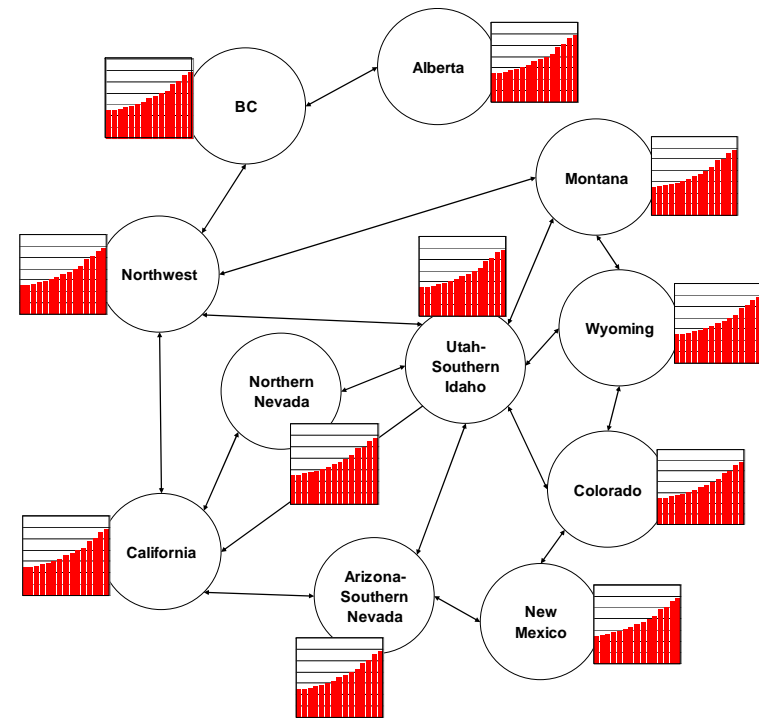 Alberta
BC
Montana
Northwest
Wyoming
Utah-
Southern
Idaho
Northern
Nevada
Colorado
California
Arizona-
Southern
Nevada
New
Mexico